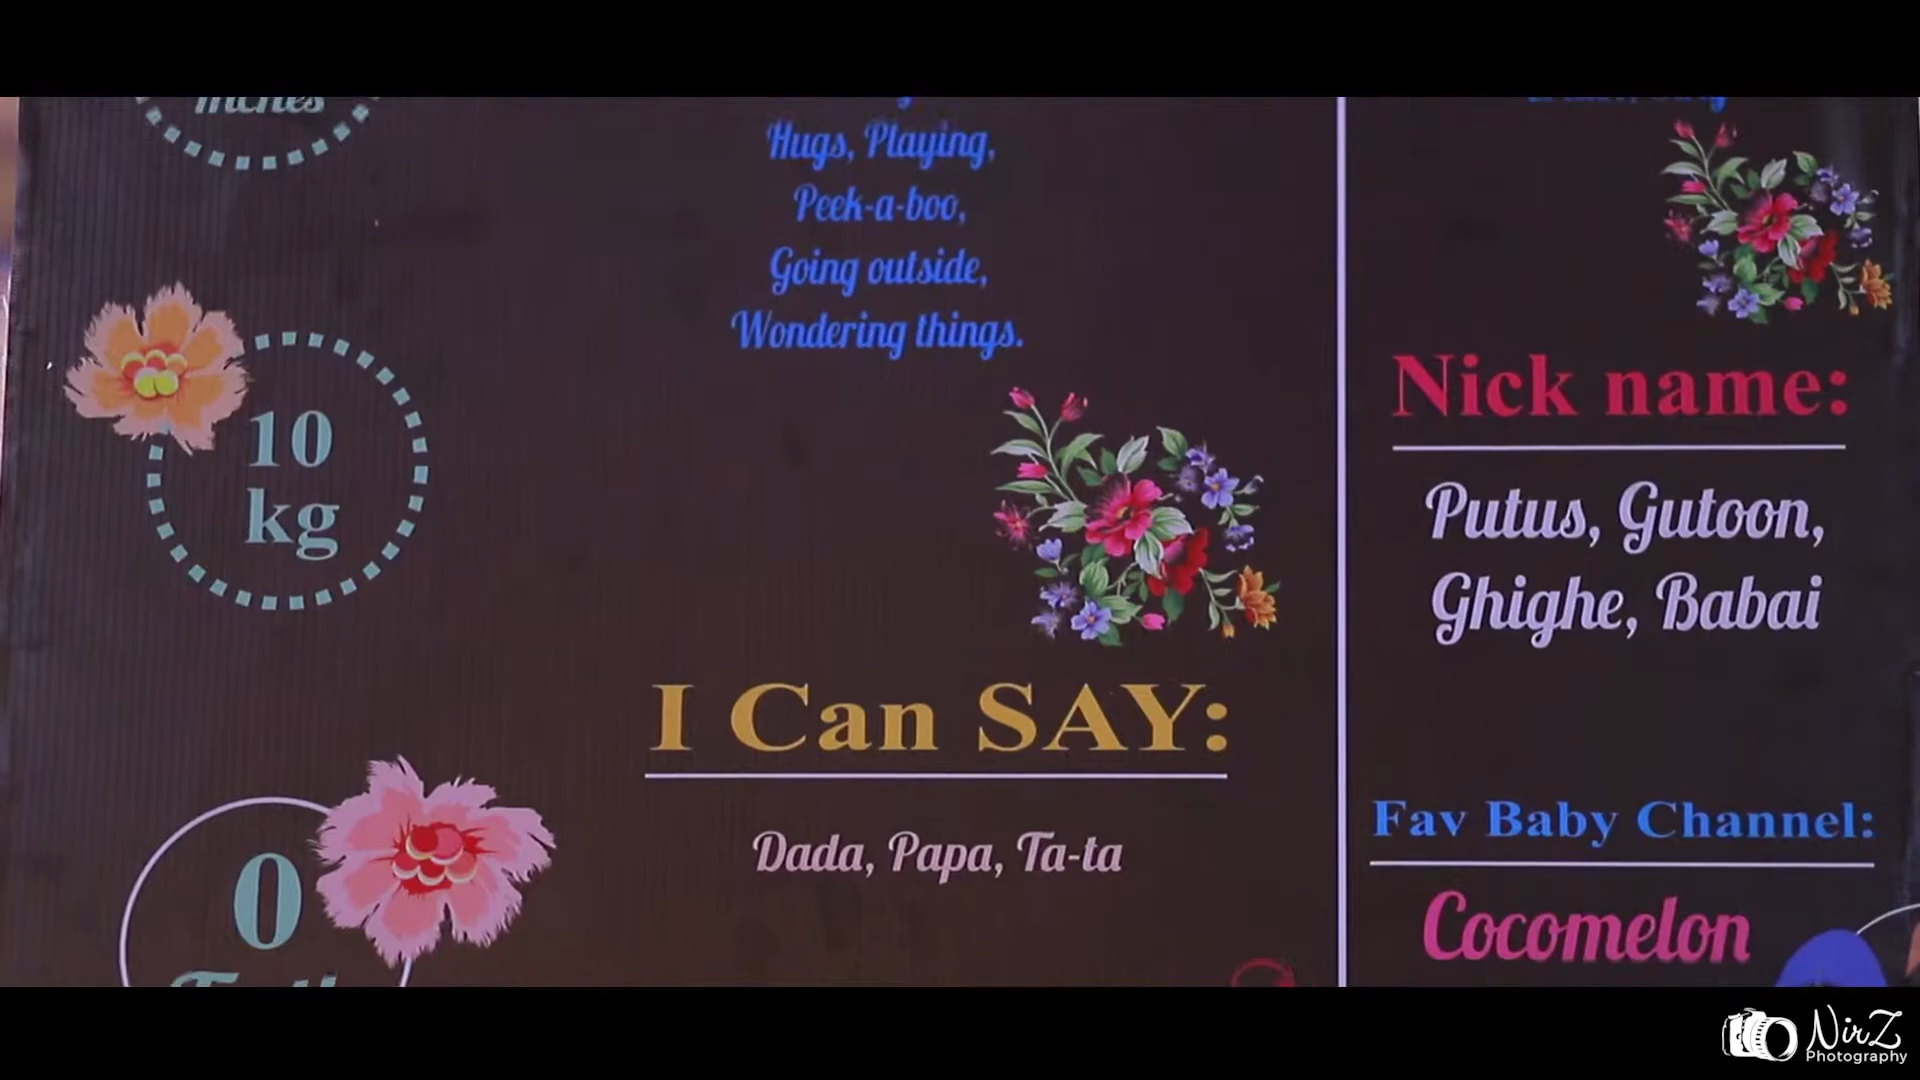 inches
Hugs, Playing,
Peek-a-boo,
Going outside,
Wondering things.
10
kg
I Can SAY:
Dada, Papa, Ta-ta
0
Nick name:
Putus, Gutoon,
Ghighe, Babai
Fav Baby Channel:
Cocomelon
NirZ
Photography